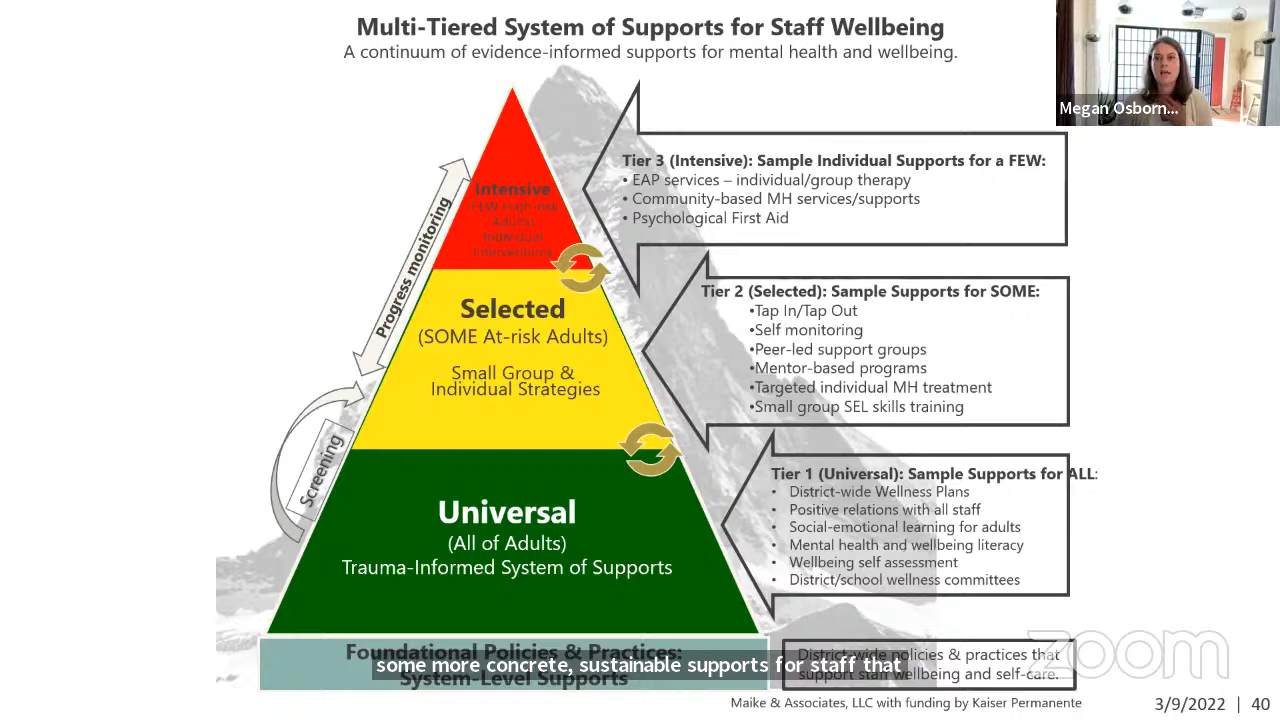 Multi-Tiered System of Supports for Staff Wellbeing
A continuum of evidence-informed supports for mental health and wellbeing.
Megan Osborn...
Tier 3 (Intensive): Sample Individual Supports for a FEW:
• EAP services – individual/group therapy
• Community-based MH services/supports
• Psychological First Aid
Intensive
(FEW High-risk
Adults)
Individual
Interventions
Progress monitoring
Tier 2 (Selected): Sample Supports for SOME:
•Tap In/Tap Out
•Self monitoring
•Peer-led support groups
•Mentor-based programs
•Targeted individual MH treatment
•Small group SEL skills training
Selected
(SOME At-risk Adults)
Small Group &
Individual Strategies
Screening
Tier 1 (Universal): Sample Supports for ALL:
• District-wide Wellness Plans
• Positive relations with all staff
• Social-emotional learning for adults
• Mental health and wellbeing literacy
• Wellbeing self assessment
• District/school wellness committees
Universal
(All of Adults)
Trauma-Informed System of Supports
Foundational Policies & Practices:
System-Level Supports
some more concrete, sustainable supports for staff that
District-wide policies & practices that
support staff wellbeing and self-care.
zoom
Maike & Associates, LLC with funding by Kaiser Permanente
3/9/2022 | 40